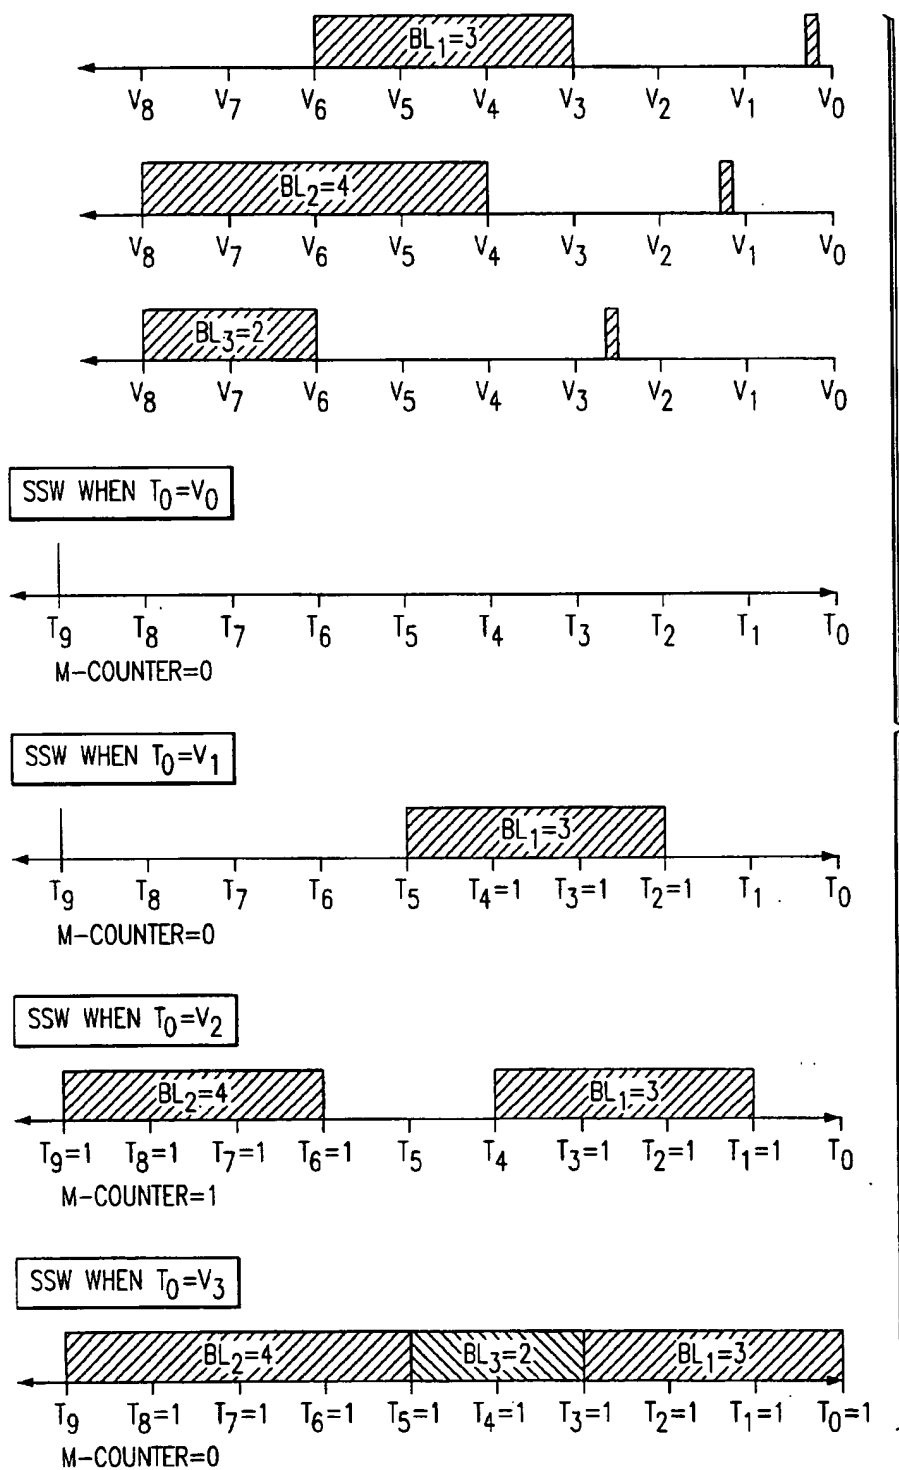 BL1=3
V8 V7 V6 V5 V4 V3 V2 V1 V0
BL2=4
V8 V7 V6 V5 V4 V3 V2 V1 V0
BL3=2
V8 V7 V6 V5 V4 V3 V2 V1 V0
SSW WHEN T0=V0
T9 T8 T7 T6 T5 T4 T3 T2 T1 T0
M-COUNTER=0
SSW WHEN T0=V1
BL1=3
T9 T8 T7 T6 T5 T4=1 T3=1 T2=1 T1 T0
M-COUNTER=0
SSW WHEN T0=V2
BL2=4 BL1=3
T9=1 T8=1 T7=1 T6=1 T5 T4 T3=1 T2=1 T1=1 T0
M-COUNTER=1
SSW WHEN T0=V3
BL2=4 BL3=2 BL1=3
T9 T8=1 T7=1 T6=1 T5=1 T4=1 T3=1 T2=1 T1=1 T0=1
M-COUNTER=0